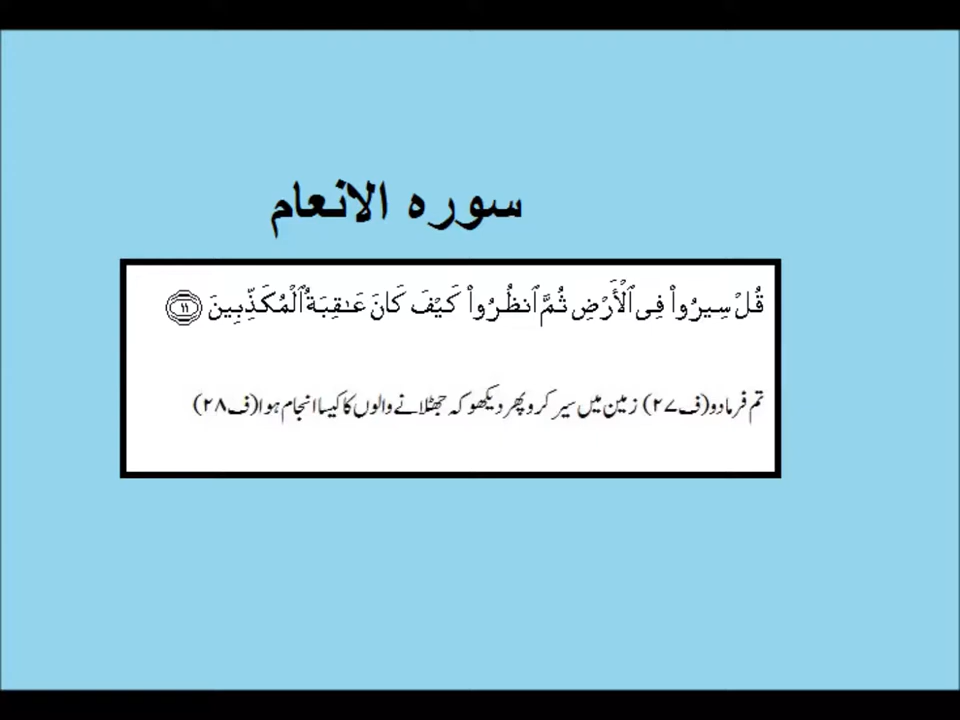 سوره الانعام
قُلْ سِيرُوا۟ فِى ٱلْأَرْضِ ثُمَّ ٱنظُرُوا۟ كَيْفَ كَانَ عَـٰقِبَةُ ٱلْمُكَذِّبِينَ ١١
تم فرمادو(ف۲۷) زمین میں سیر کرو پھر دیکھو کہ جھٹلانے والوں کا کیسا انجام ہوا(ف۲۸)